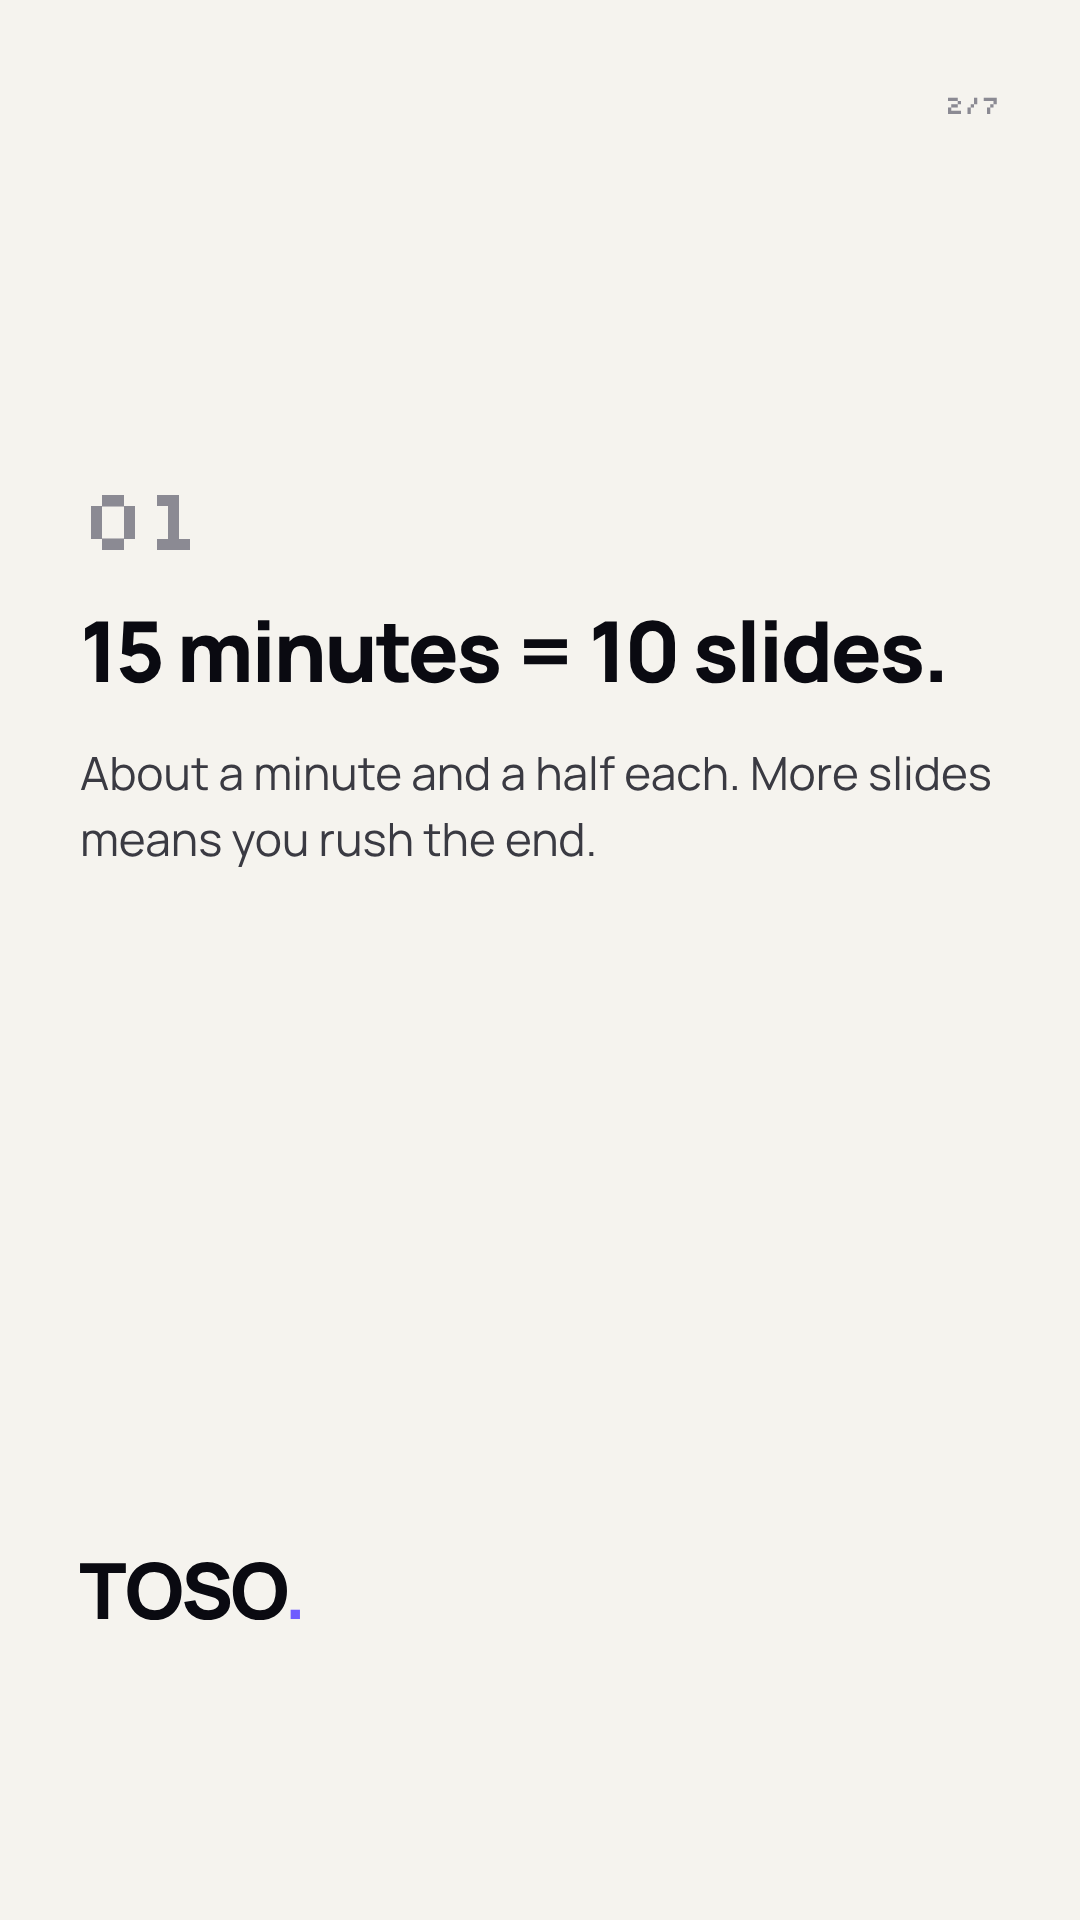 2/7
01
15 minutes = 10 slides.
About a minute and a half each. More slides
means you rush the end.
TOSO.